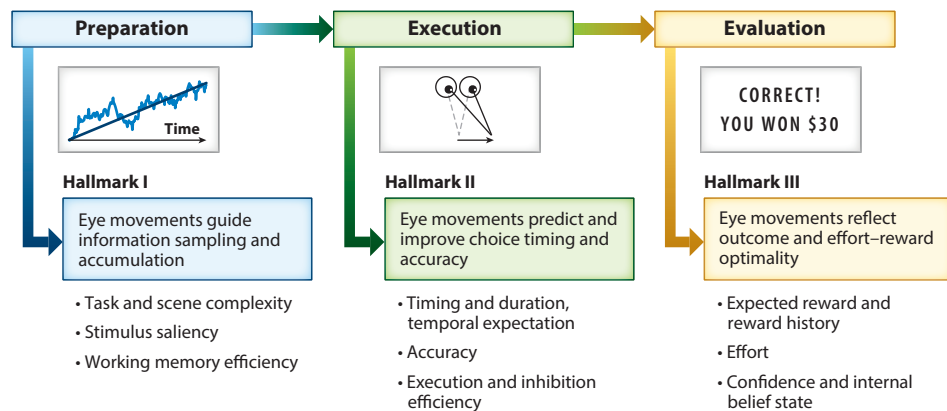 Preparation
Execution
Evaluation
Time
CORRECT!
YOU WON $30
Hallmark I
Eye movements guide
information sampling and
accumulation
• Task and scene complexity
• Stimulus saliency
• Working memory efficiency
Hallmark II
Eye movements predict and
improve choice timing and
accuracy
• Timing and duration,
temporal expectation
• Accuracy
• Execution and inhibition
efficiency
Hallmark III
Eye movements reflect
outcome and effort–reward
optimality
• Expected reward and
reward history
• Effort
• Confidence and internal
belief state